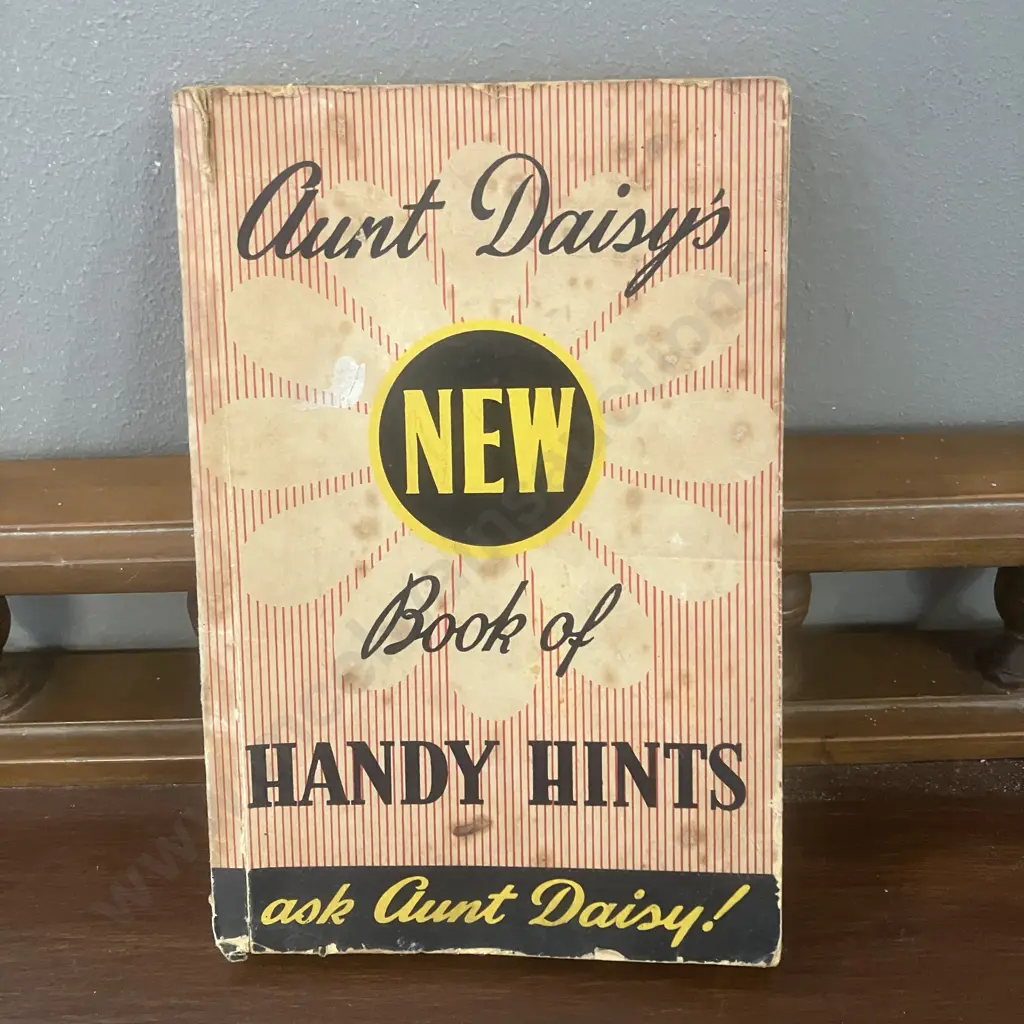 Aunt Daisy's
NEW
Book of
HANDY HINTS
ask Aunt Daisy!